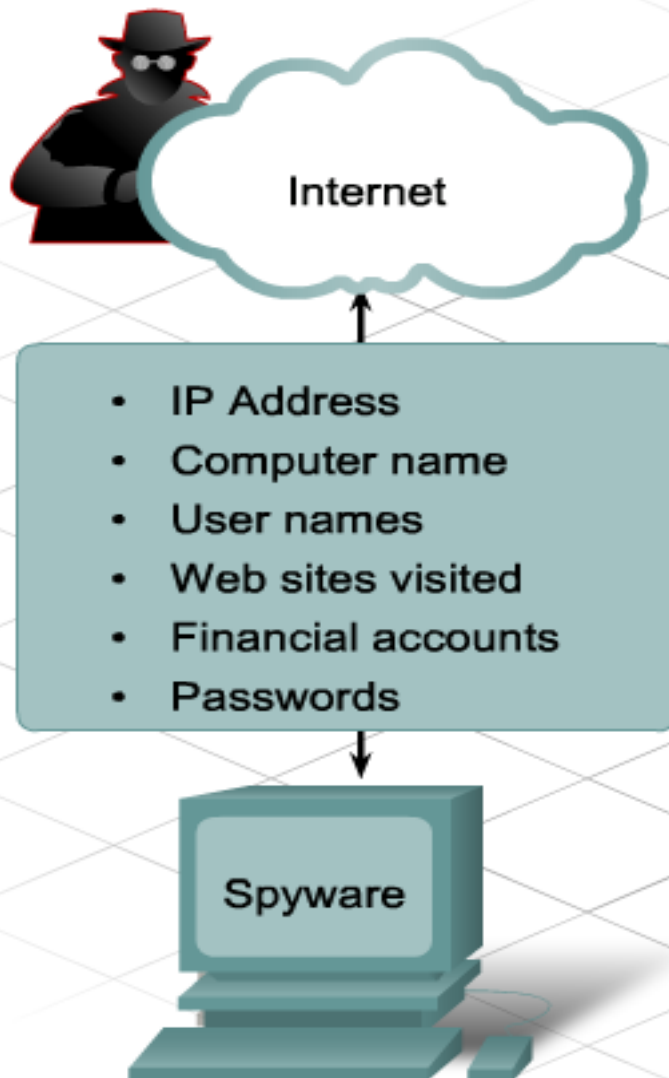 Internet
• IP Address
• Computer name
• User names
• Web sites visited
• Financial accounts
• Passwords
Spyware